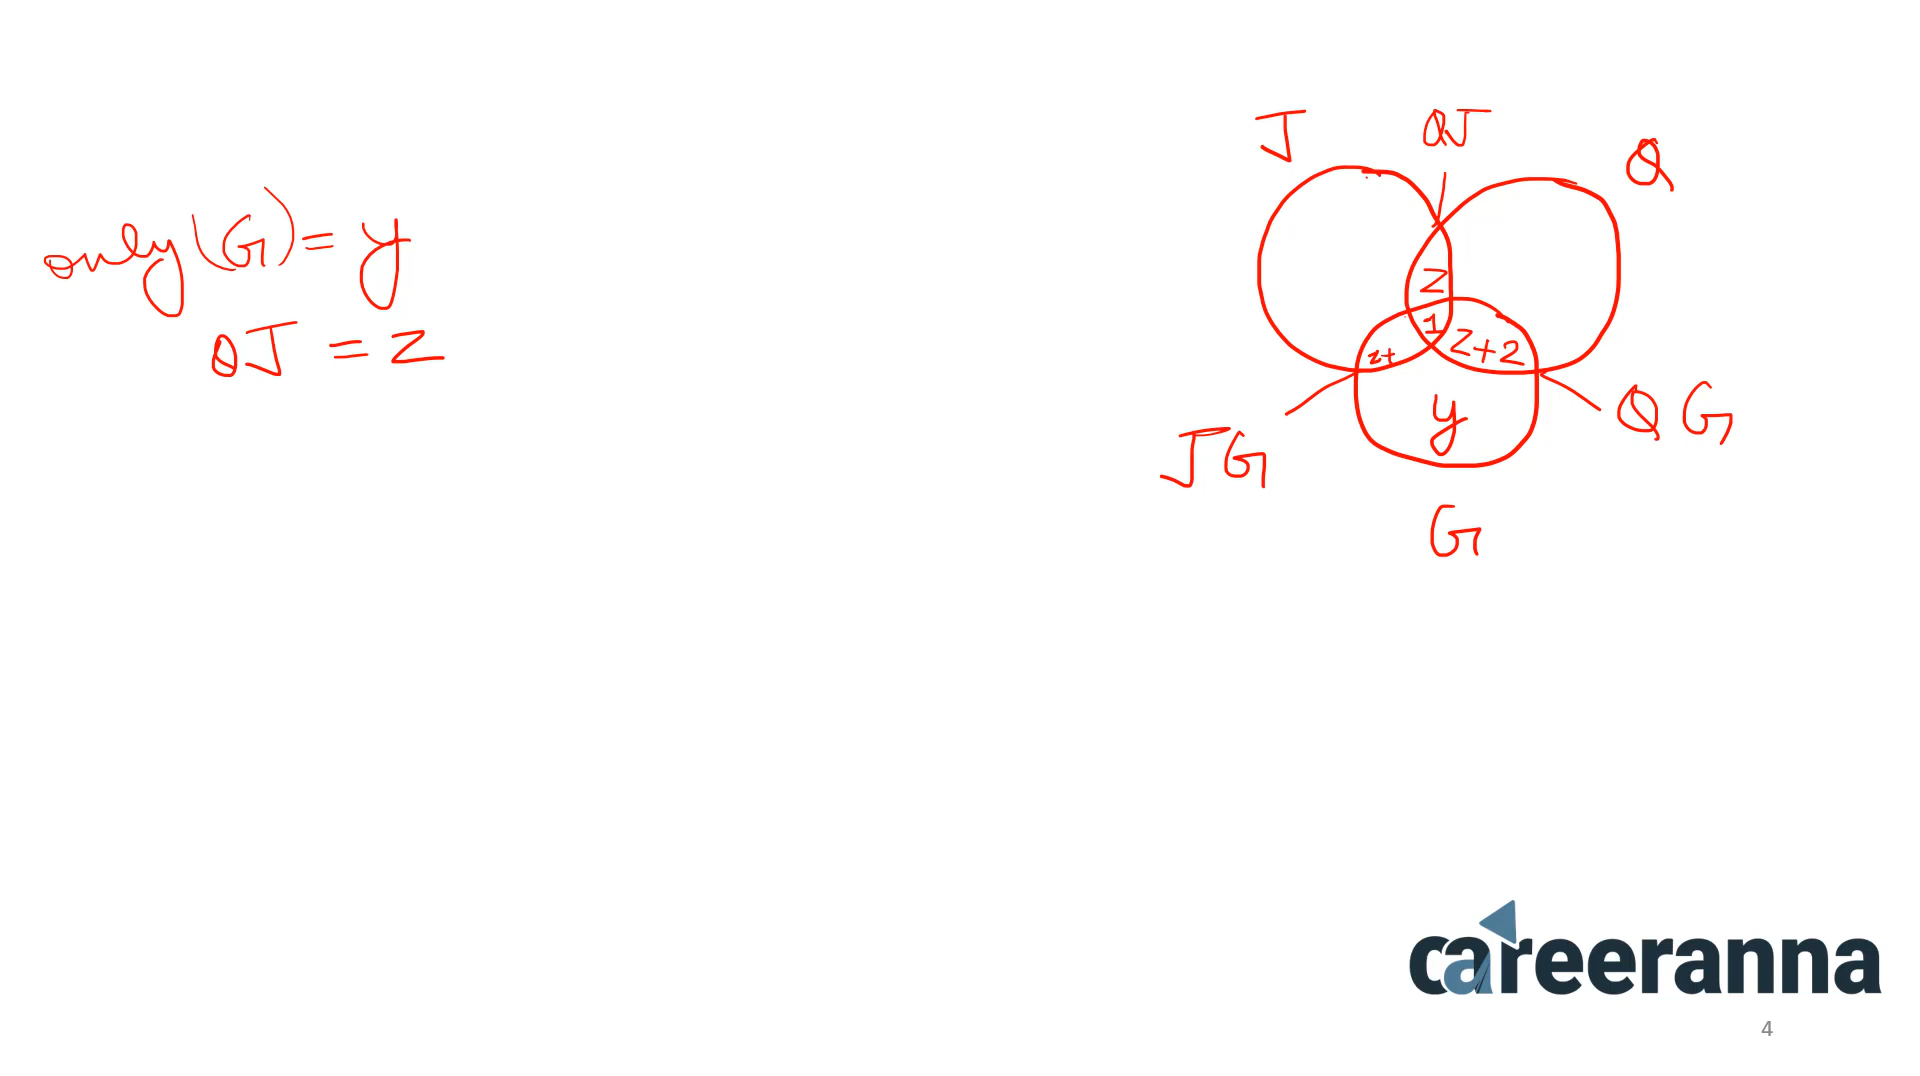 only (G) = y
QJ = Z
J
QJ
Q
Z
1
z+
Z+2
y
QG
JG
G
careeranna
4